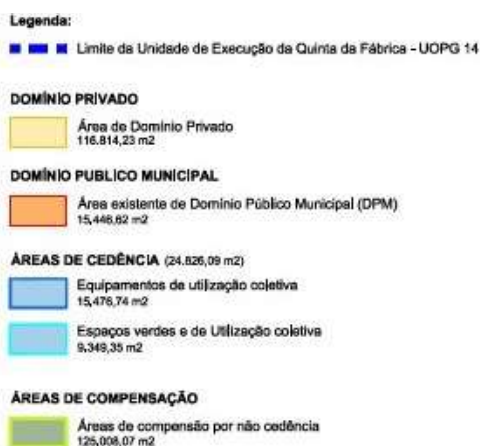 Legenda:
Limite da Unidade de Execução da Quinta da Fábrica - UOPG 14
DOMÍNIO PRIVADO
Área de Domínio Privado
116.814,23 m2
DOMÍNIO PUBLICO MUNICÍPAL
Área existente de Domínio Público Municipal (DPM)
15,446,62 m2
ÁREAS DE CEDÊNCIA (24.826,09 m2)
Equipamentos de utilização coletiva
15,476,74 m2
Espaços verdes e de Utilização coletiva
9.349,35 m2
ÁREAS DE COMPENSAÇÃO
Áreas de compensão por não cedência
125,008,07 m2